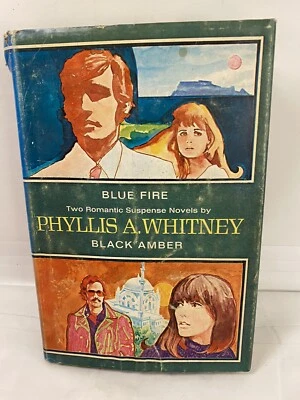 BLUE FIRE
Two Romantic Suspense Novels by
PHYLLIS A. WHITNEY
BLACK AMBER